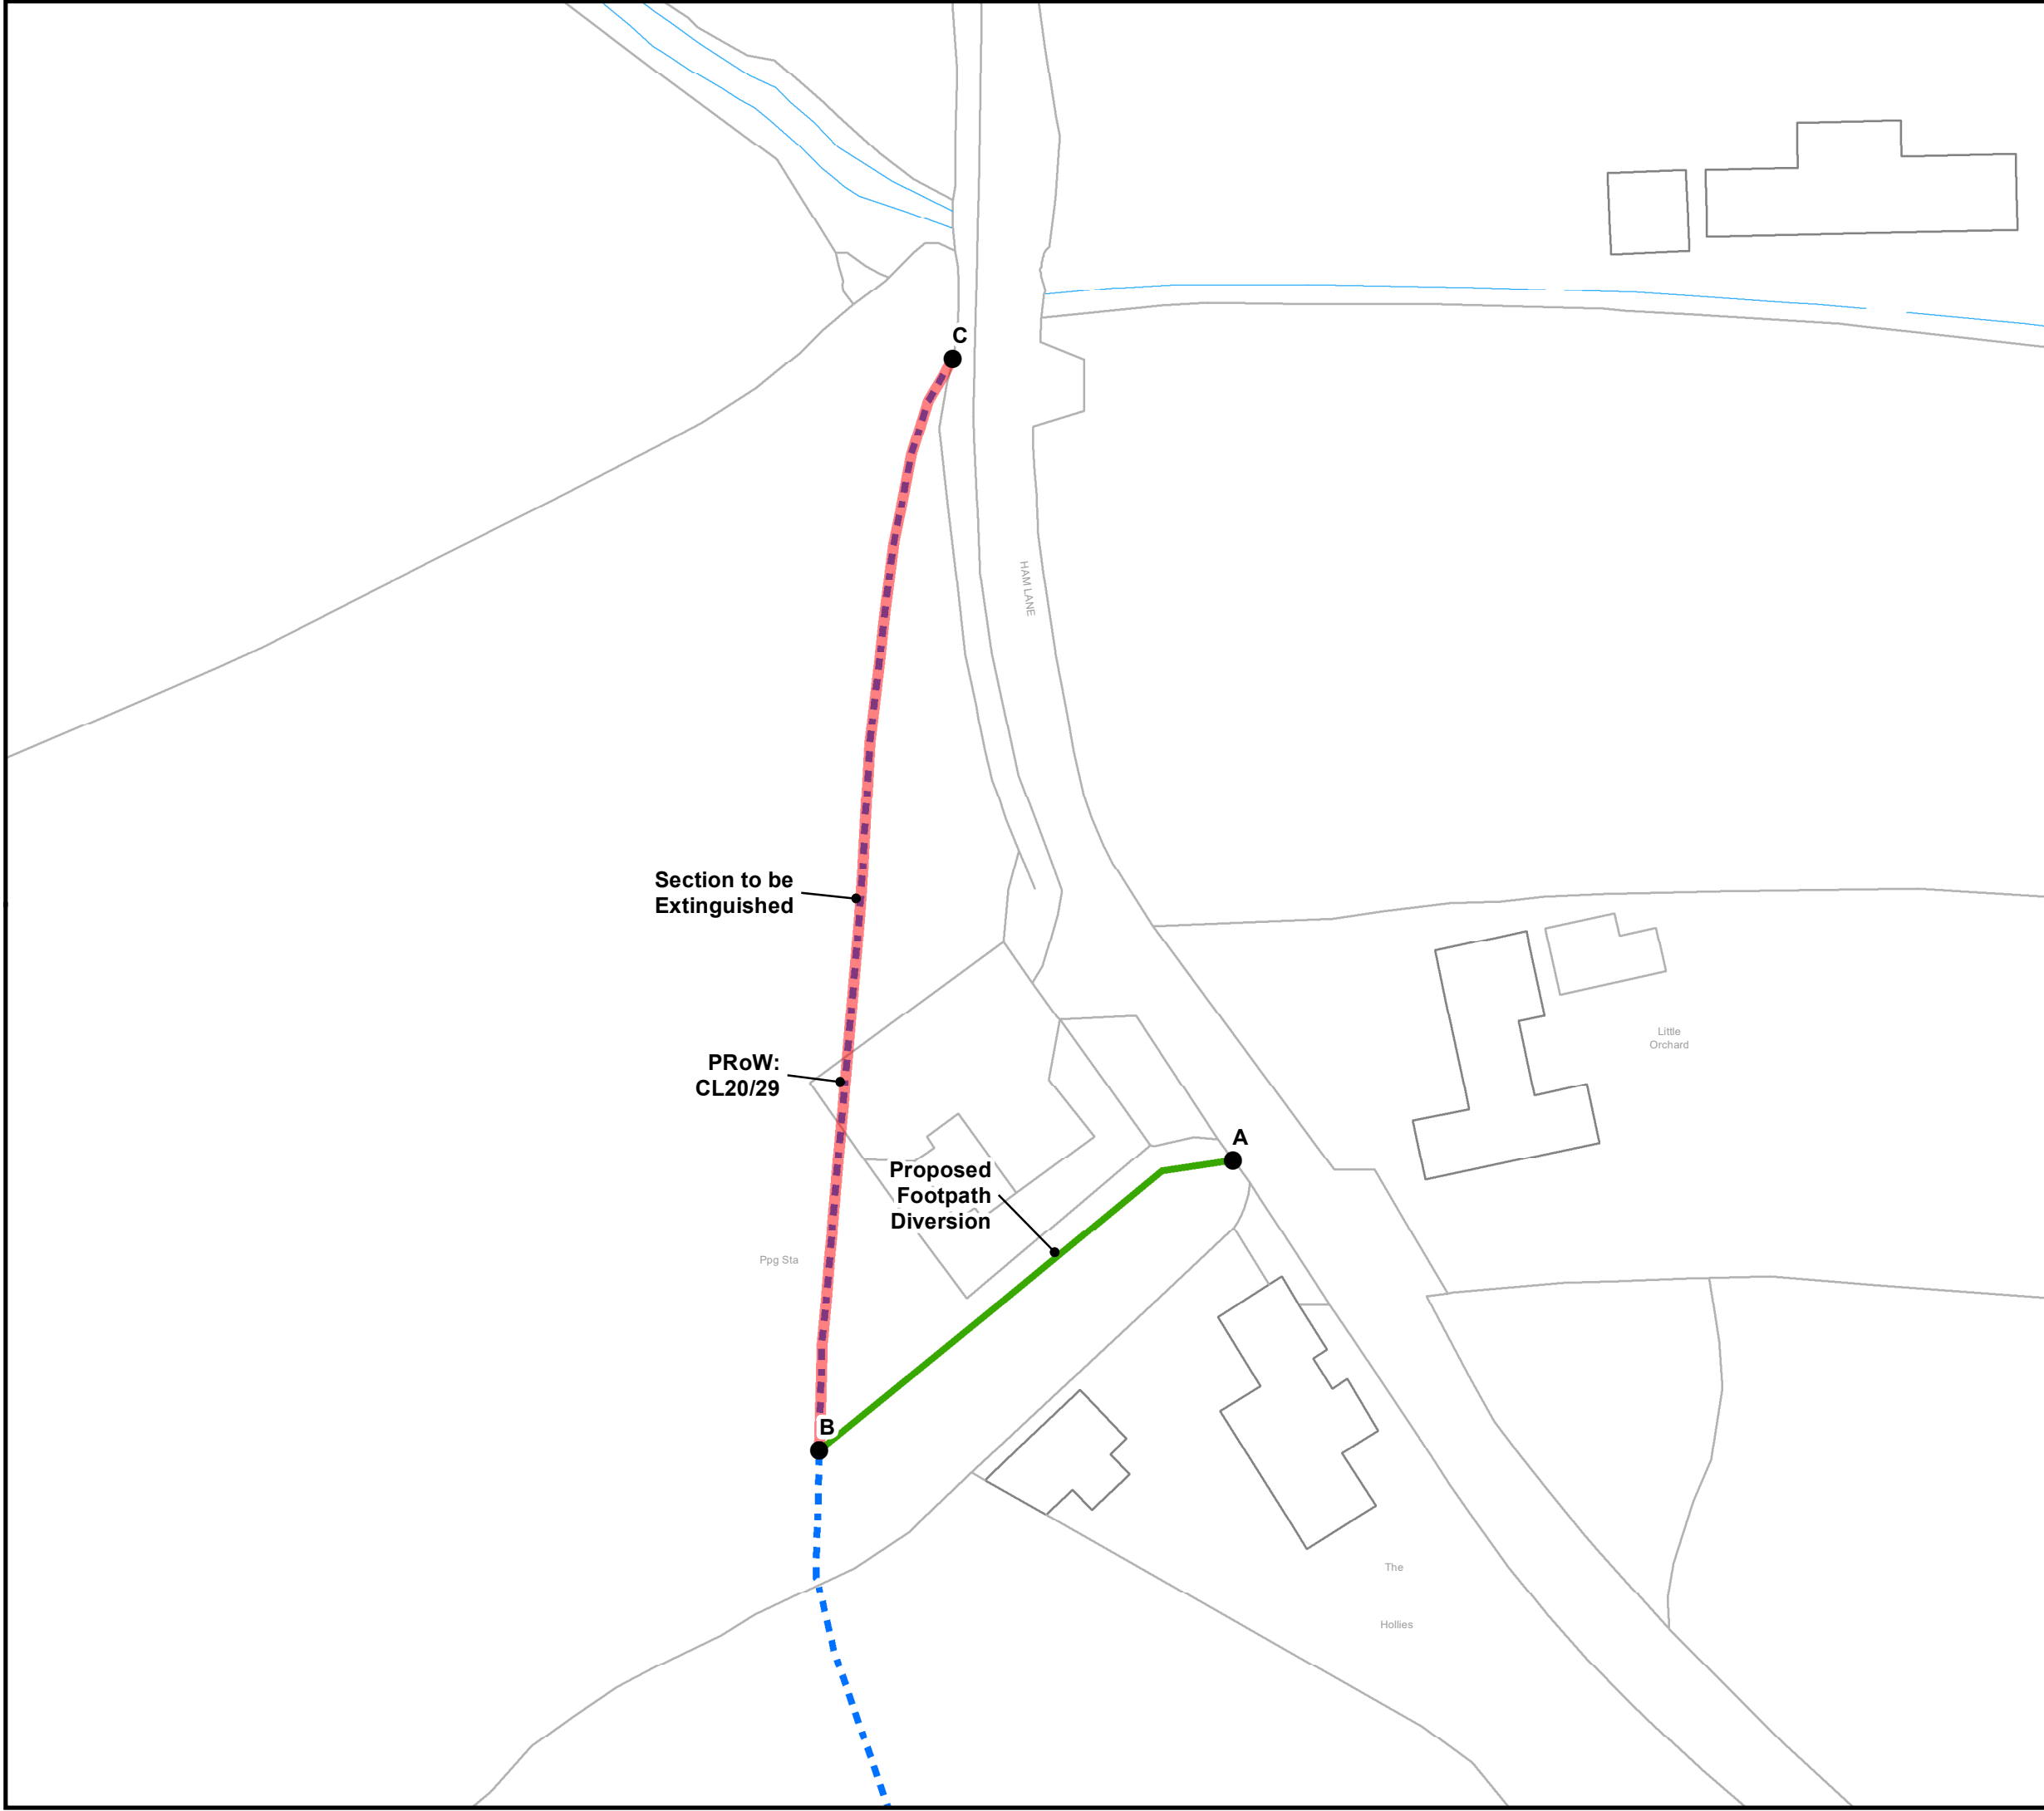 C
HAM LANE
Section to be
Extinguished
Little
Orchard
PRoW:
CL20/29
A
Proposed
Footpath
Diversion
Ppg Sta
B
The
Hollies